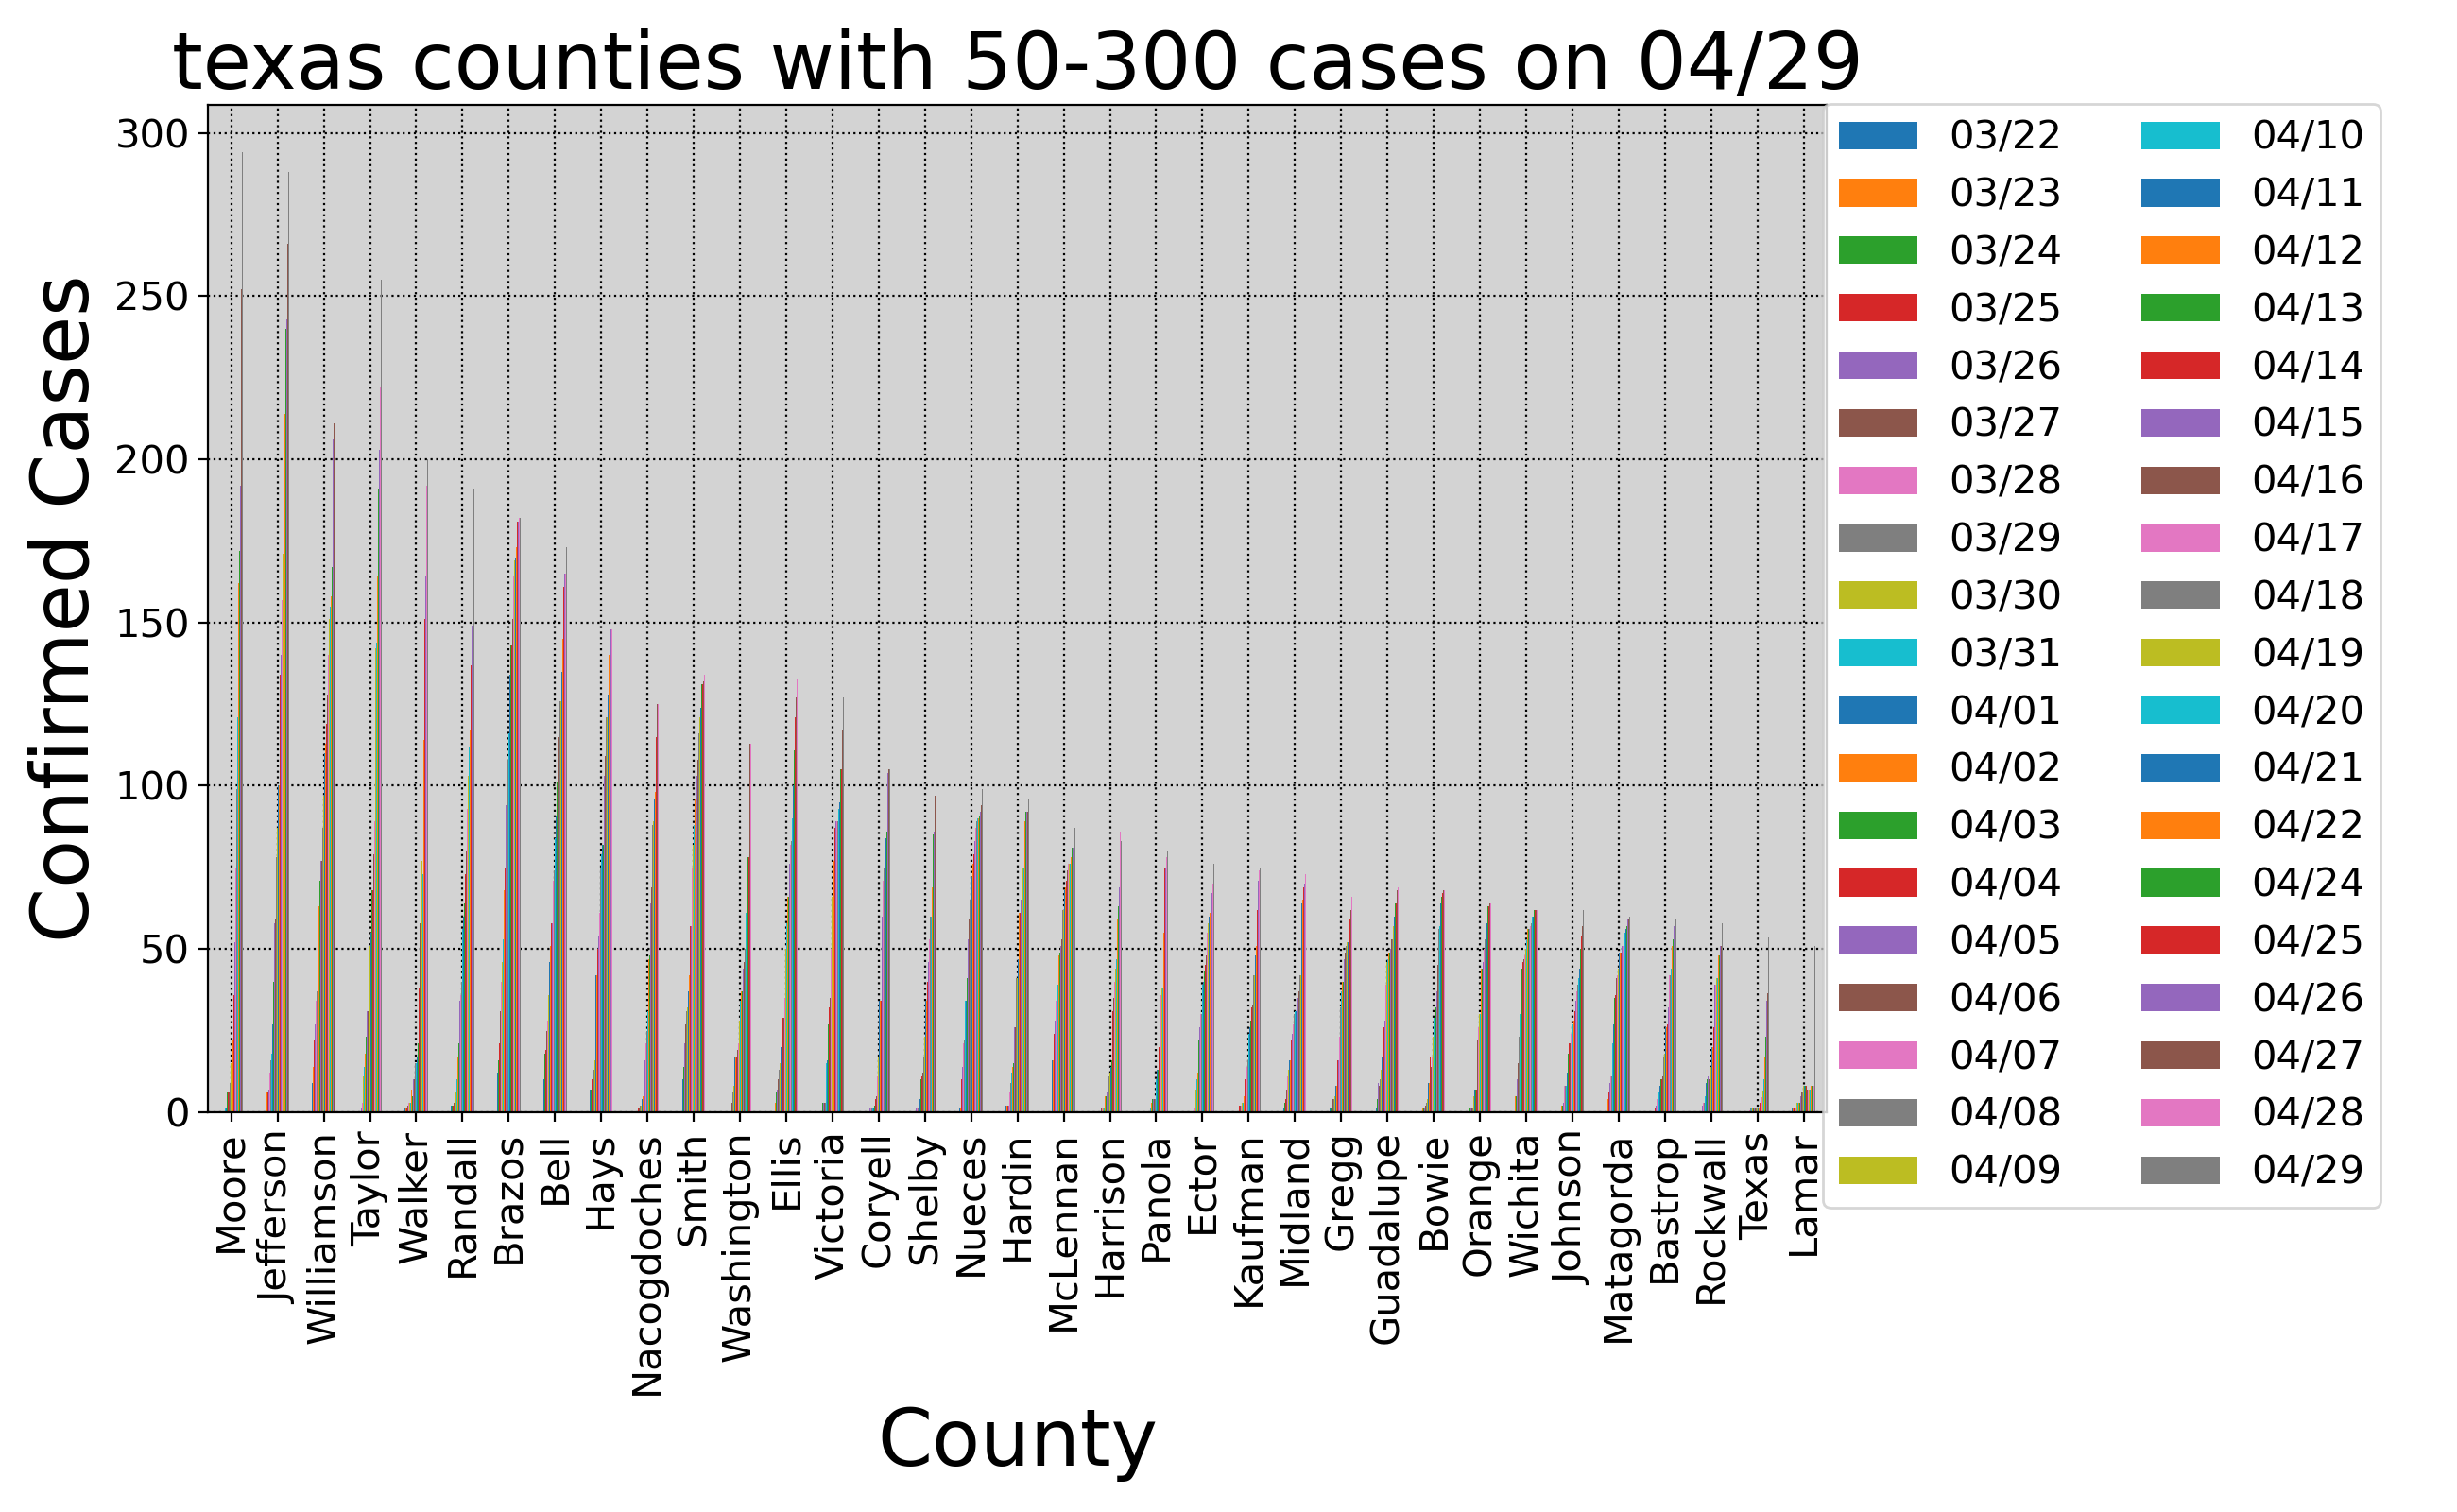 texas counties with 50-300 cases on 04/29
Confirmed Cases
300
250
200
150
100
50
0
Moore
Jefferson
Williamson
Taylor
Walker
Randall
Brazos
Bell
Hays
Nacogdoches
Smith
Washington
Ellis
Victoria
Coryell
Shelby
Nueces
Hardin
McLennan
Harrison
Panola
Ector
Kaufman
Midland
Gregg
Guadalupe
Bowie
Orange
Wichita
Johnson
Matagorda
Bastrop
Rockwall
Texas
Lamar
County
03/22
03/23
03/24
03/25
03/26
03/27
03/28
03/29
03/30
03/31
04/01
04/02
04/03
04/04
04/05
04/06
04/07
04/08
04/09
04/10
04/11
04/12
04/13
04/14
04/15
04/16
04/17
04/18
04/19
04/20
04/21
04/22
04/24
04/25
04/26
04/27
04/28
04/29